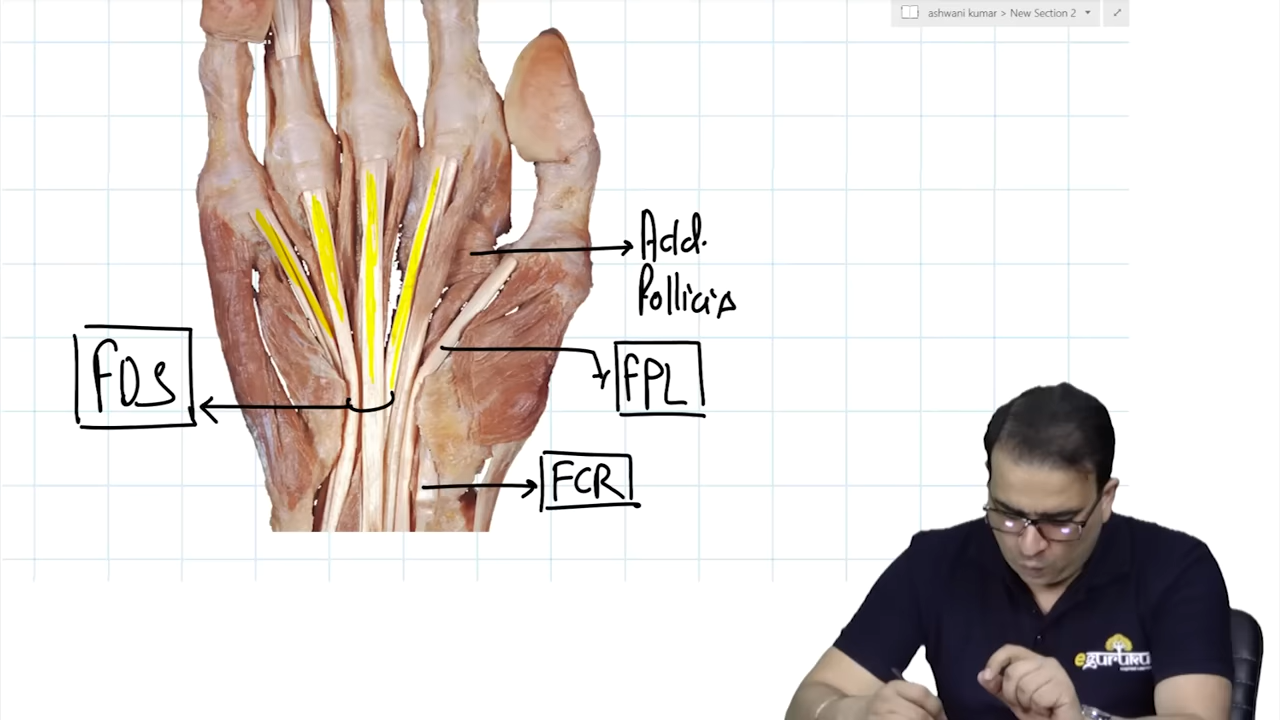 ashwani kumar > New Section 2
Add.
Pollicis
FDS
FPL
FCR
eGurukul